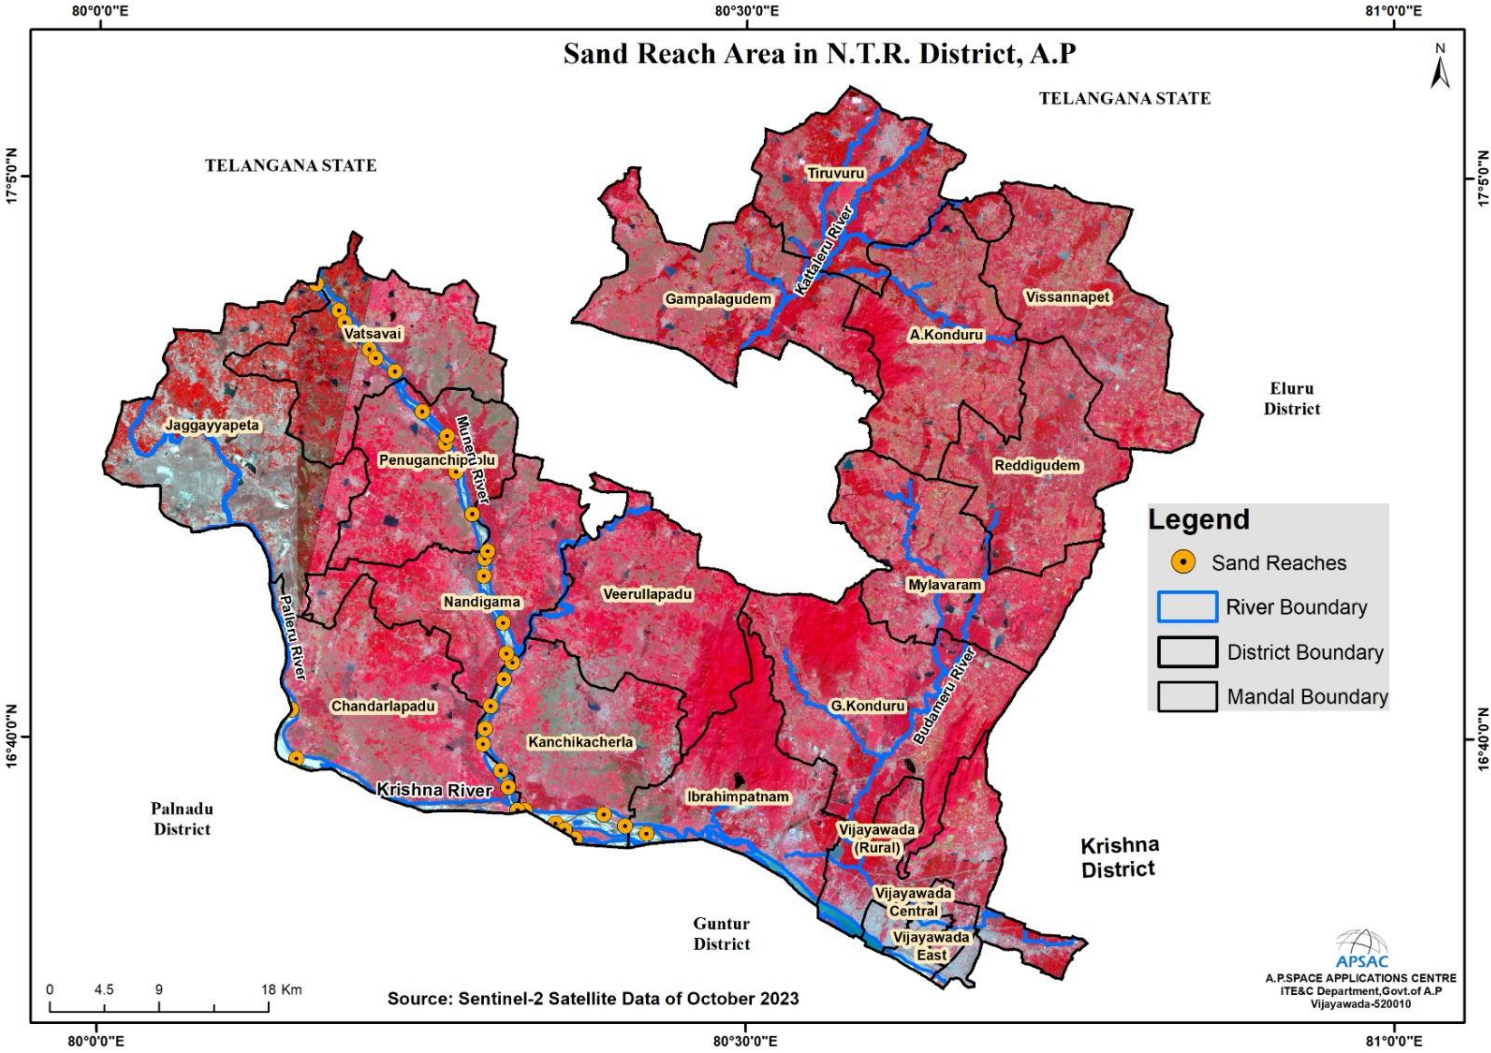 80°0'0"E
80°30'0"E
81°0'0"E
Sand Reach Area in N.T.R. District, A.P
N
TELANGANA STATE
TELANGANA STATE
17°5'0"N
17°5'0"N
Tiruvuru
Kattaleru River
Gampalagudem
Vissannapet
A.Konduru
Vatsavai
Eluru
District
Jaggayyapeta
Muneru River
Penuganchiprolu
Reddigudem
Legend
Sand Reaches
River Boundary
District Boundary
Mandal Boundary
Mylavaram
Veerullapadu
Nandigama
Palleru River
Chandarlapadu
G.Konduru
Budameru River
Kanchikacherla
16°40'0"N
16°40'0"N
Krishna River
Ibrahimpatnam
Palnadu
District
Vijayawada
(Rural)
Krishna
District
Vijayawada
Central
Guntur
District
Vijayawada
East
APSAC
A.P.SPACE APPLICATIONS CENTRE
ITE&C Department,Govt.of A.P
Vijayawada-520010
0 4.5 9 18 Km
Source: Sentinel-2 Satellite Data of October 2023
80°0'0"E
80°30'0"E
81°0'0"E